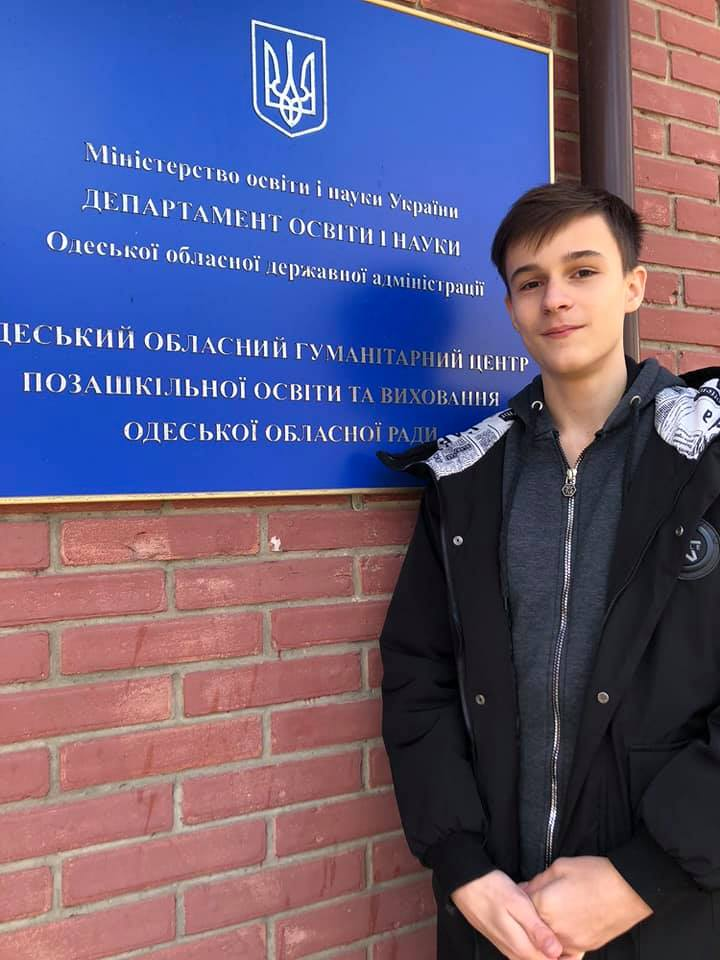 Міністерство освіти і науки України
ДЕПАРТАМЕНТ ОСВІТИ І НАУКИ
Одеської обласної державної адміністрації
ДЕСЬКИЙ ОБЛАСНИЙ ГУМАНІТАРНИЙ ЦЕНТР
ПОЗАШКІЛЬНОЇ ОСВІТИ ТА ВИХОВАННЯ
ОДЕСЬКОЇ ОБЛАСНОЇ РАДИ